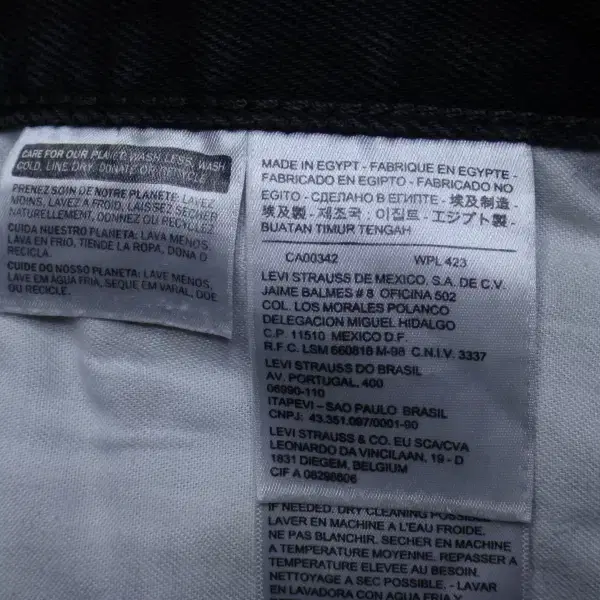 CARE FOR OUR PLANET: WASH LESS, WASH
COLD, LINE DRY, DONATE OR RECYCLE.
PRENEZ SOIN DE NOTRE PLANETE: LAVEZ
MOINS, LAVEZ A FROID, LAISSEZ SECHER
NATURELLEMENT, DONNEZ OU RECYCLEZ.
CUIDA NUESTRO PLANETA: LAVA MENOS,
LAVA EN FRIO, TIENDE LA ROPA, DONA O
RECICLA.
CUIDE DO NOSSO PLANETA: LAVE MENOS,
LAVE EM AGUA FRIA, SEQUE EM VARAL, DOE
OU RECICLE.
MADE IN EGYPT - FABRIQUE EN EGYPTE -
FABRICADO EN EGIPTO - FABRICADO NO
EGITO - СДЕЛАНО В ЕГИПТЕ - 埃及制造 -
埃及製 - 제조국 : 이집트 - エジプト製 -
BUATAN TIMUR TENGAH
CA00342 WPL 423
LEVI STRAUSS DE MEXICO, S.A. DE C.V.
JAIME BALMES # 8 OFICINA 502
COL. LOS MORALES POLANCO
DELEGACION MIGUEL HIDALGO
C.P. 11510 MEXICO D.F.
R.F.C. LSM 660818 M-98 C.N.I.V. 3337
LEVI STRAUSS DO BRASIL
AV. PORTUGAL, 400
06690-110
ITAPEVI – SAO PAULO BRASIL
CNPJ: 43.351.097/0001-90
LEVI STRAUSS & CO. EU SCA/CVA
LEONARDO DA VINCILAAN, 19 - D
1831 DIEGEM, BELGIUM
CIF A 08298606
IF NEEDED. DRY CLEANING POSSIBLE.
LAVER EN MACHINE A L'EAU FROIDE.
NE PAS BLANCHIR. SECHER EN MACHINE
A TEMPERATURE MOYENNE. REPASSER A
TEMPERATURE ELEVEE AU BESOIN.
NETTOYAGE A SEC POSSIBLE. - LAVAR
EN LAVADORA CON AGUA FRIA Y